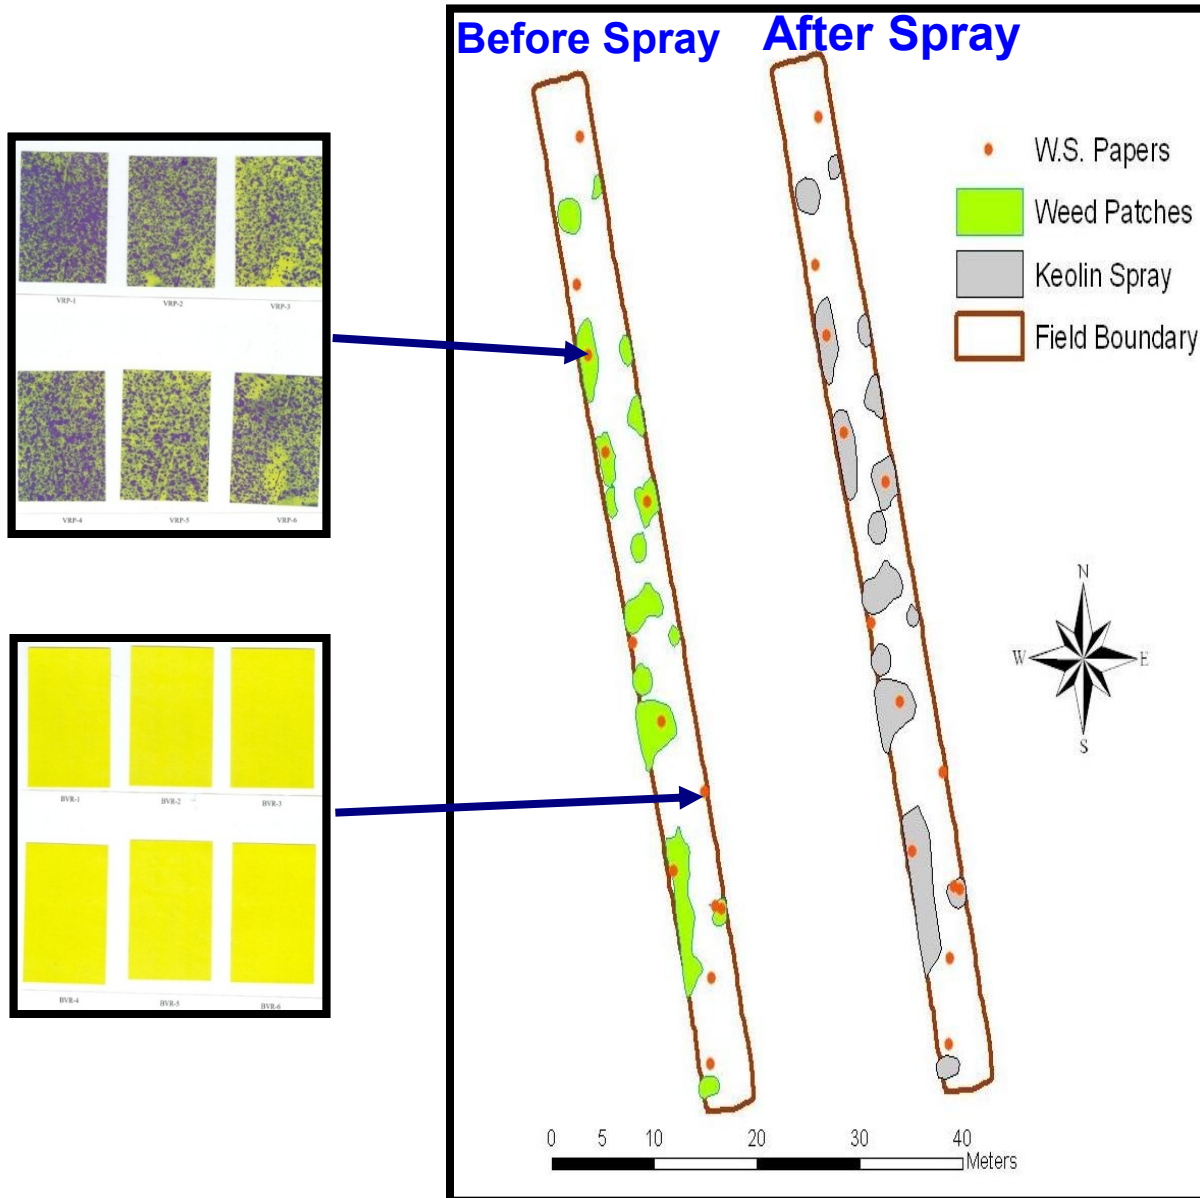 Before Spray
After Spray
W.S. Papers
Weed Patches
Keolin Spray
Field Boundary
VRP-1
VRP-2
VRP-3
VRP-4
VRP-5
VRP-6
BVR-1
BVR-2
BVR-3
BVR-4
BVR-5
BVR-6
N
W
E
S
0 5 10 20 30 40
Meters